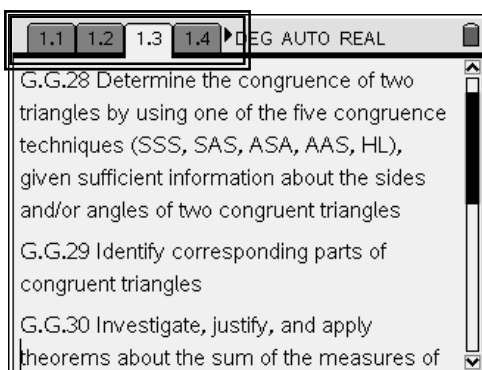 1.1 1.2 1.3 1.4 DEG AUTO REAL
G.G.28 Determine the congruence of two
triangles by using one of the five congruence
techniques (SSS, SAS, ASA, AAS, HL),
given sufficient information about the sides
and/or angles of two congruent triangles
G.G.29 Identify corresponding parts of
congruent triangles
G.G.30 Investigate, justify, and apply
theorems about the sum of the measures of